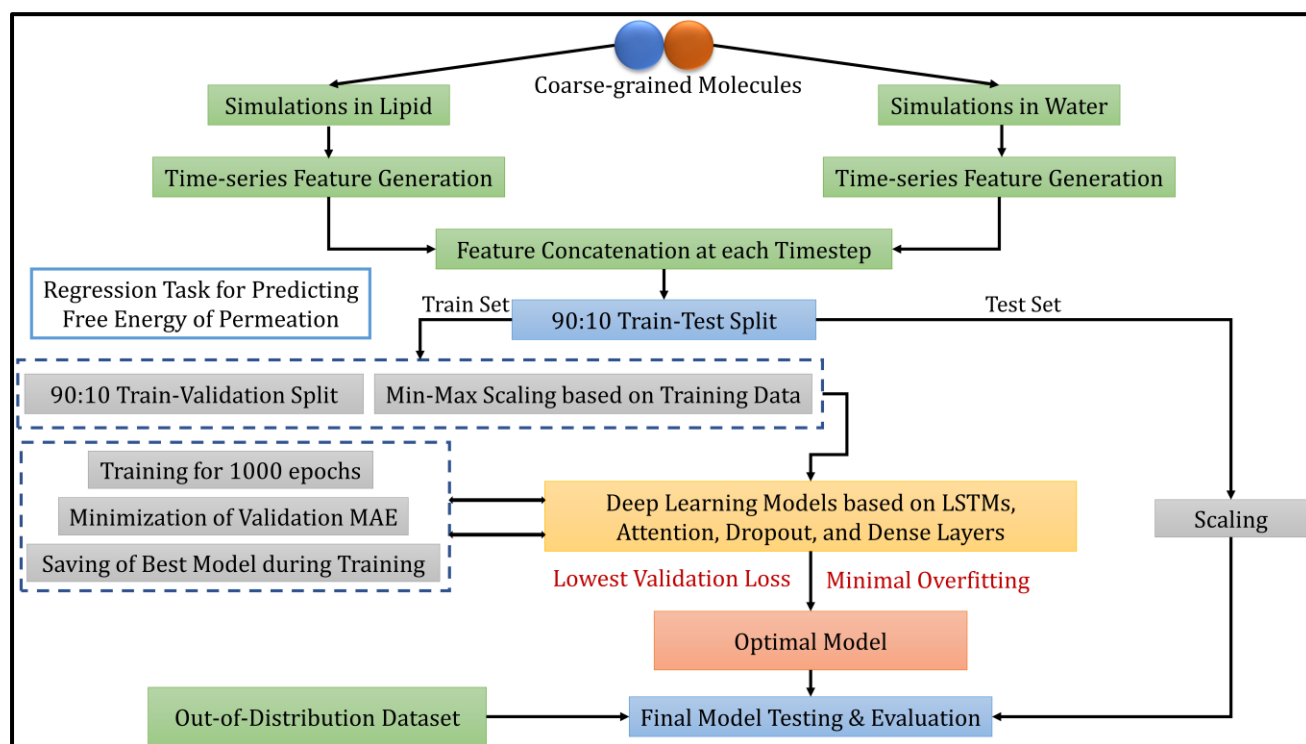 Coarse-grained Molecules
Simulations in Lipid
Simulations in Water
Time-series Feature Generation
Time-series Feature Generation
Feature Concatenation at each Timestep
Regression Task for Predicting
Free Energy of Permeation
Train Set
90:10 Train-Test Split
Test Set
90:10 Train-Validation Split
Min-Max Scaling based on Training Data
Training for 1000 epochs
Minimization of Validation MAE
Saving of Best Model during Training
Deep Learning Models based on LSTMs,
Attention, Dropout, and Dense Layers
Scaling
Lowest Validation Loss
Minimal Overfitting
Optimal Model
Out-of-Distribution Dataset
Final Model Testing & Evaluation